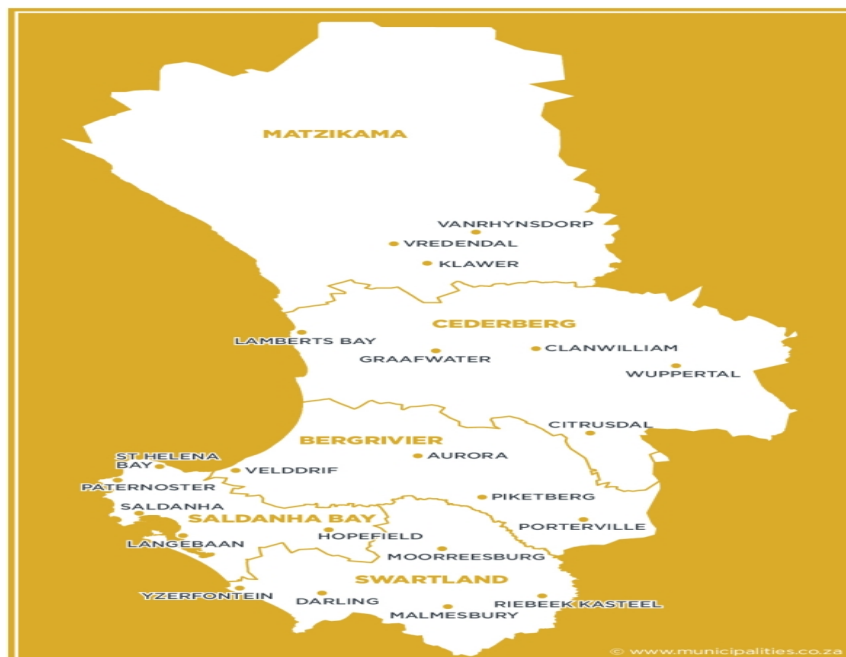 MATZIKAMA
VANRHYNSDORP
VREDENDAL
KLAWER
CEDERBERG
LAMBERTS BAY
GRAAFWATER
CLANWILLIAM
WUPPERTAL
CITRUSDAL
BERGRIVIER
AURORA
ST HELENA
BAY
VELDDRIF
PATERNOSTER
PIKETBERG
SALDANHA
SALDANHA BAY
PORTERVILLE
HOPEFIELD
LANGEBAAN
MOORREESBURG
SWARTLAND
YZERFONTEIN
DARLING
RIEBEEK KASTEEL
MALMESBURY
© www.municipalities.co.za